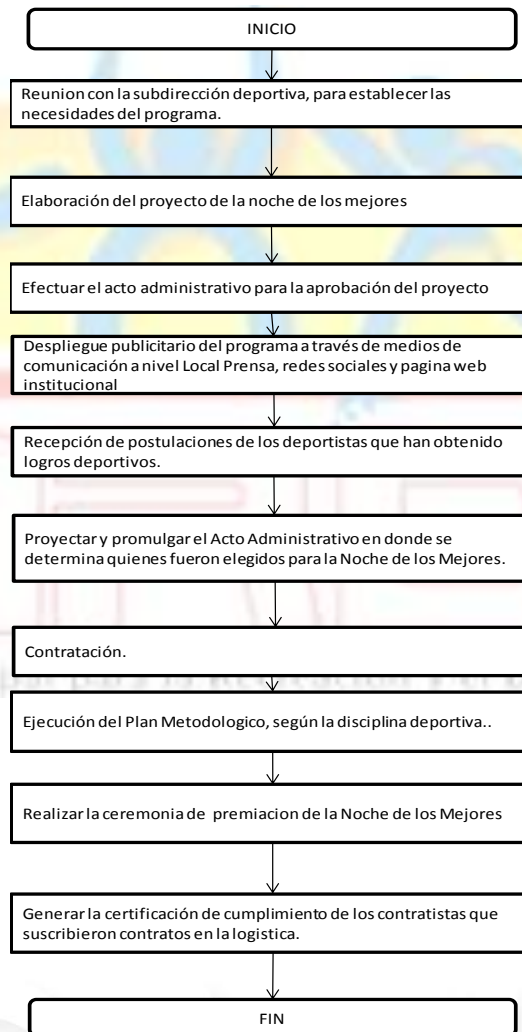 INICIO
Reunion con la subdirección deportiva, para establecer las
necesidades del programa.
Elaboración del proyecto de la noche de los mejores
Efectuar el acto administrativo para la aprobación del proyecto
Despliegue publicitario del programa a través de medios de
comunicación a nivel Local Prensa, redes sociales y pagina web
institucional
Recepción de postulaciones de los deportistas que han obtenido
logros deportivos.
Proyectar y promulgar el Acto Administrativo en donde se
determina quienes fueron elegidos para la Noche de los Mejores.
Contratación.
Ejecución del Plan Metodologico, según la disciplina deportiva..
Realizar la ceremonia de premiacion de la Noche de los Mejores
Generar la certificación de cumplimiento de los contratistas que
suscribieron contratos en la logistica.
FIN